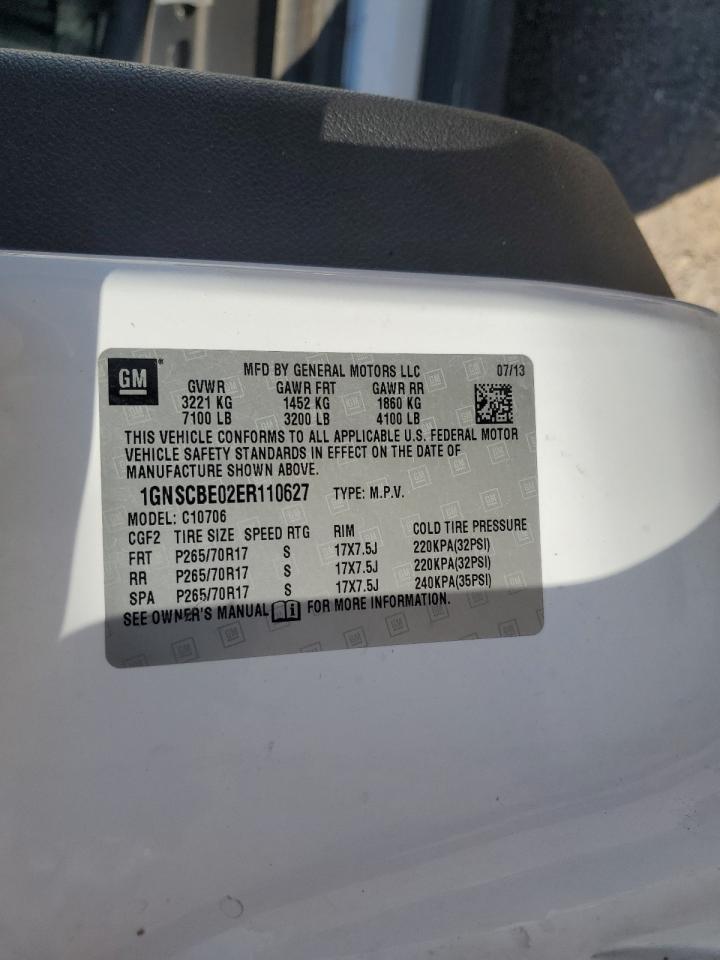 GM
MFD BY GENERAL MOTORS LLC 07/13
GVWR GAWR FRT GAWR RR
3221 KG 1452 KG 1860 KG
7100 LB 3200 LB 4100 LB
THIS VEHICLE CONFORMS TO ALL APPLICABLE U.S. FEDERAL MOTOR
VEHICLE SAFETY STANDARDS IN EFFECT ON THE DATE OF
MANUFACTURE SHOWN ABOVE.
1GNSCBE02ER110627 TYPE: M.P.V.
MODEL: C10706
CGF2 TIRE SIZE SPEED RTG RIM COLD TIRE PRESSURE
FRT P265/70R17 S 17X7.5J 220KPA(32PSI)
RR P265/70R17 S 17X7.5J 220KPA(32PSI)
SPA P265/70R17 S 17X7.5J 240KPA(35PSI)
SEE OWNER'S MANUAL FOR MORE INFORMATION.